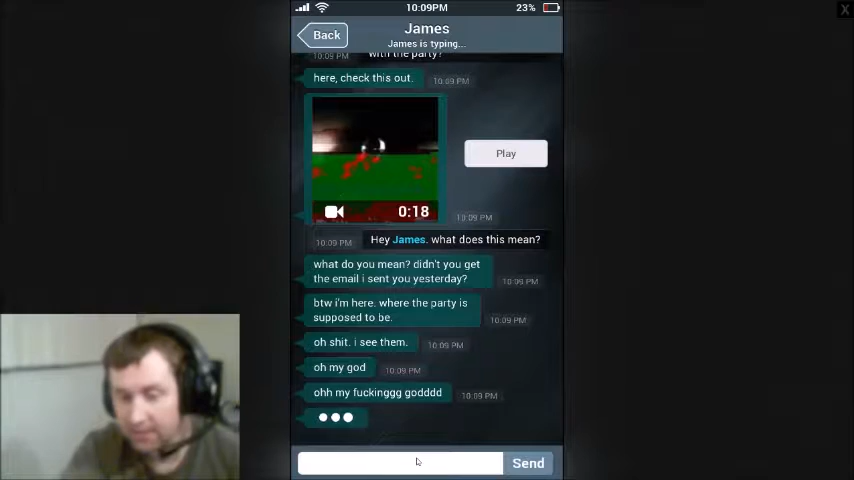 10:09PM
23%
X
Back
James
James is typing...
10:09 PM
with the party?
here, check this out.
10:09 PM
0:18
Play
10:09 PM
10:09 PM
Hey James. what does this mean?
what do you mean? didn't you get
the email i sent you yesterday?
10:09 PM
btw i'm here. where the party is
supposed to be.
10:09 PM
oh shit. i see them.
10:09 PM
oh my god
10:09 PM
ohh my fuckinggg godddd
10:09 PM
Send